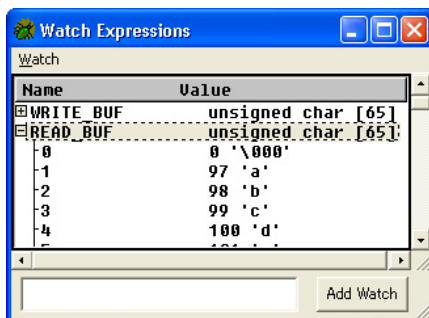 Watch Expressions
Watch
Name Value
WRITE_BUF unsigned char [65]
READ_BUF unsigned char [65]
0 0 '\000'
1 97 'a'
2 98 'b'
3 99 'c'
4 100 'd'
Add Watch